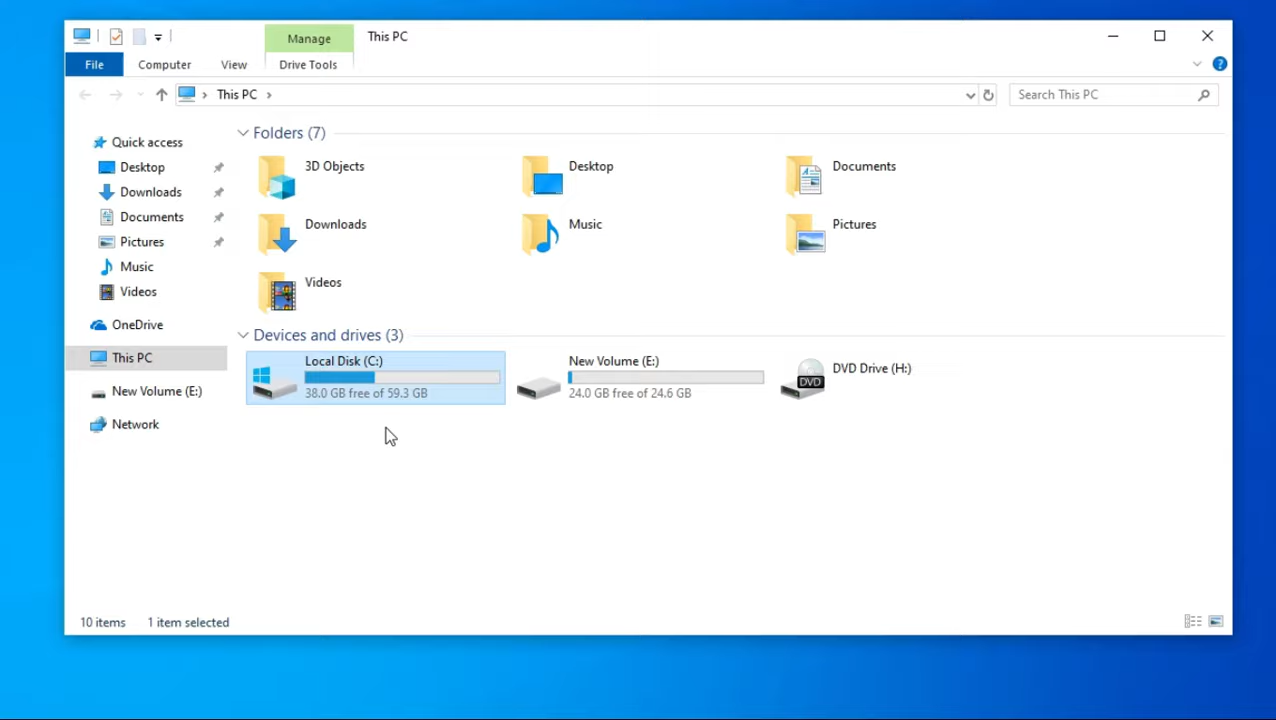 Manage
This PC
File
Computer
View
Drive Tools
This PC
Search This PC
Quick access
Desktop
Downloads
Documents
Pictures
Music
Videos
OneDrive
This PC
New Volume (E:)
Network
Folders (7)
3D Objects
Desktop
Documents
Downloads
Music
Pictures
Videos
Devices and drives (3)
Local Disk (C:)
38.0 GB free of 59.3 GB
New Volume (E:)
24.0 GB free of 24.6 GB
DVD
DVD Drive (H:)
10 items
1 item selected